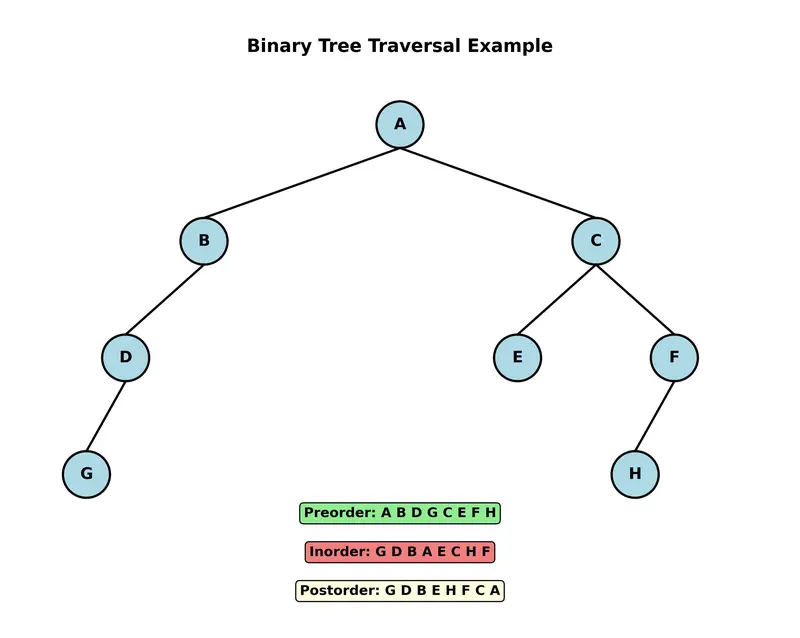 Binary Tree Traversal Example
A
B
C
D
E
F
G
H
Preorder: A B D G C E F H
Inorder: G D B A E C H F
Postorder: G D B E H F C A